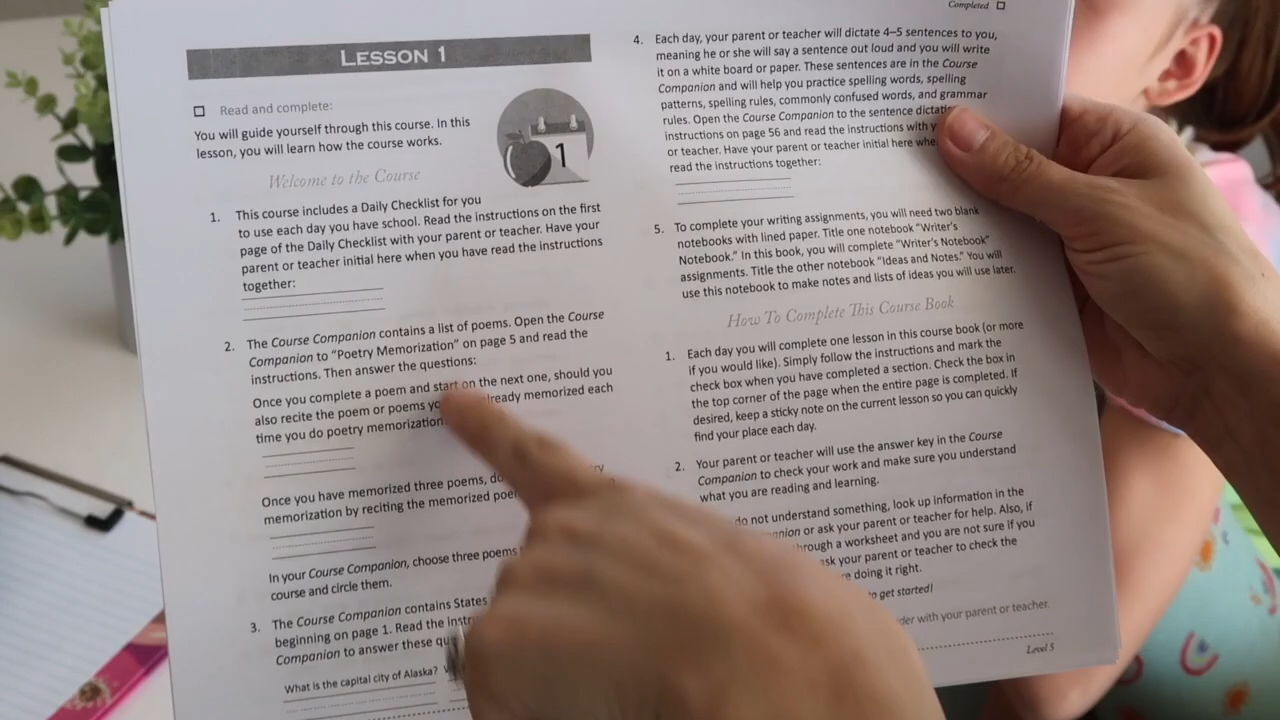 Completed
LESSON 1
Read and complete:
You will guide yourself through this course. In this
lesson, you will learn how the course works.
1
Welcome to the Course
1. This course includes a Daily Checklist for you
to use each day you have school. Read the instructions on the first
page of the Daily Checklist with your parent or teacher. Have your
parent or teacher initial here when you have read the instructions
together:
2. The Course Companion contains a list of poems. Open the Course
Companion to "Poetry Memorization" on page 5 and read the
instructions. Then answer the questions:
Once you complete a poem and start on the next one, should you
also recite the poem or poems already memorized each
time you do poetry memorization
Once you have memorized three poems,
memorization by reciting the memorized
In your Course Companion, choose three poems
course and circle them.
3. The Course Companion contains States
beginning on page 1. Read the
Companion to answer these
What is the capital city of Alaska?
4. Each day, your parent or teacher will dictate 4–5 sentences to you,
meaning he or she will say a sentence out loud and you will write
it on a white board or paper. These sentences are in the Course
Companion and will help you practice spelling words, spelling
patterns, spelling rules, commonly confused words, and grammar
rules. Open the Course Companion to the sentence
instructions on page 56 and read the instructions with
or teacher. Have your parent or teacher initial here
read the instructions together:
5. To complete your writing assignments, you will need two blank
notebooks with lined paper. Title one notebook "Writer's
Notebook." In this book, you will complete "Writer's Notebook"
assignments. Title the other notebook "Ideas and Notes." You will
use this notebook to make notes and lists of ideas you will use later.
How To Complete This Course Book
1. Each day you will complete one lesson in this course book (or more
if you would like). Simply follow the instructions and mark the
check box when you have completed a section. Check the box in
the top corner of the page when the entire page is completed. If
desired, keep a sticky note on the current lesson so you can quickly
find your place each day.
2. Your parent or teacher will use the answer key in the Course
Companion to check your work and make sure you understand
what you are reading and learning.
do not understand something, look up information in the
or ask your parent or teacher for help. Also, if
through a worksheet and you are not sure if you
ask your parent or teacher to check the
doing it right.
to get started!
with your parent or teacher.
Level 5